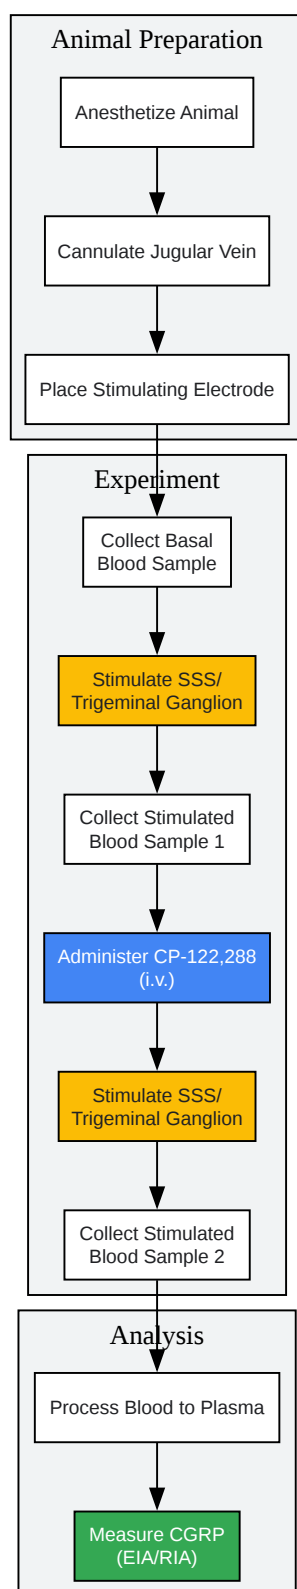 Animal Preparation
Anesthetize Animal
Cannulate Jugular Vein
Place Stimulating Electrode
Experiment
Collect Basal
Blood Sample
Stimulate SSS/
Trigeminal Ganglion
Collect Stimulated
Blood Sample 1
Administer CP-122,288
(i.v.)
Stimulate SSS/
Trigeminal Ganglion
Collect Stimulated
Blood Sample 2
Analysis
Process Blood to Plasma
Measure CGRP
(EIA/RIA)